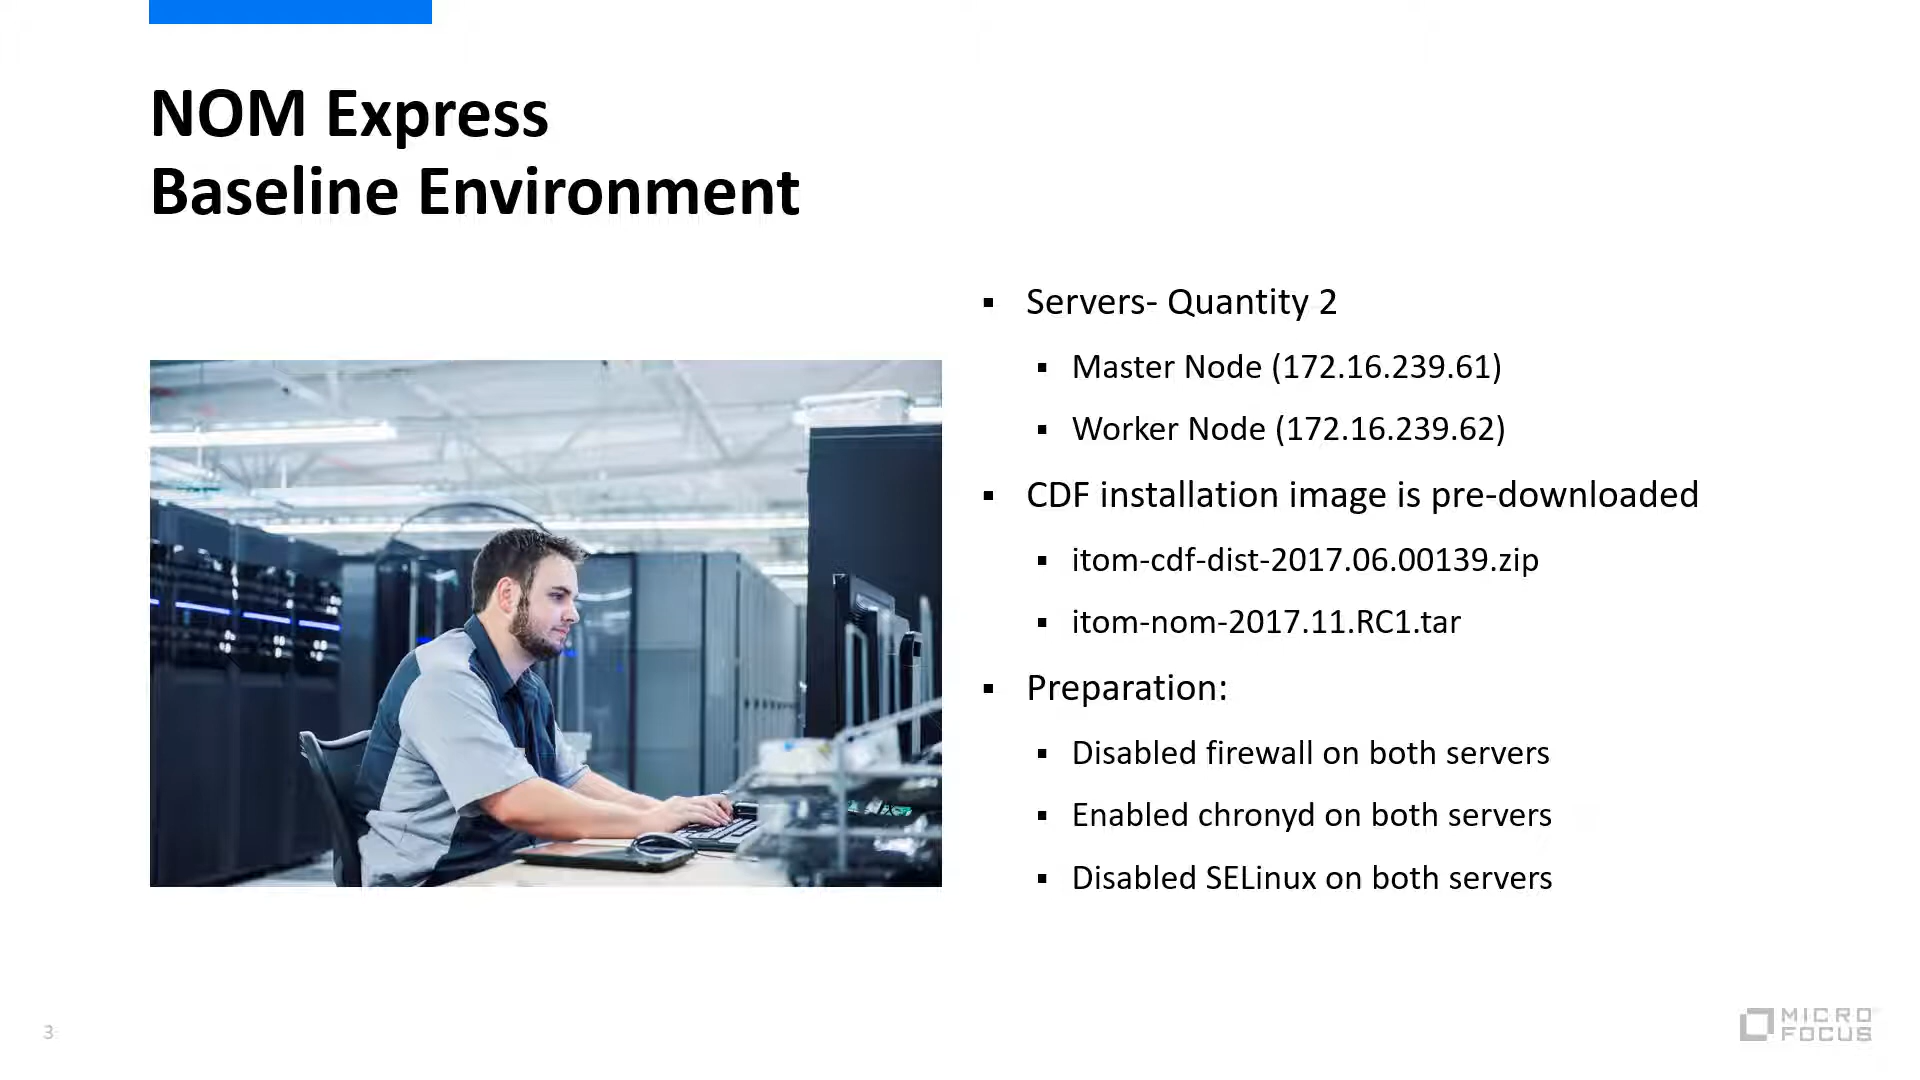 NOM Express
Baseline Environment
▪ Servers- Quantity 2
▪ Master Node (172.16.239.61)
▪ Worker Node (172.16.239.62)
▪ CDF installation image is pre-downloaded
▪ itom-cdf-dist-2017.06.00139.zip
▪ itom-nom-2017.11.RC1.tar
▪ Preparation:
▪ Disabled firewall on both servers
▪ Enabled chronyd on both servers
▪ Disabled SELinux on both servers
3
MICRO
FOCUS